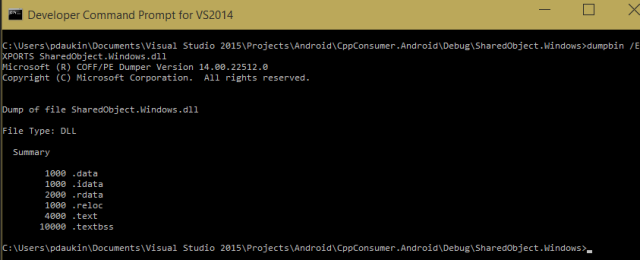 Developer Command Prompt for VS2014
C:\Users\pdaukin\Documents\Visual Studio 2015\Projects\Android\CppConsumer.Android\Debug\SharedObject.Windows>dumpbin /E
XPORTS SharedObject.Windows.dll
Microsoft (R) COFF/PE Dumper Version 14.00.22512.0
Copyright (C) Microsoft Corporation.  All rights reserved.
Dump of file SharedObject.Windows.dll
File Type: DLL
Summary
1000 .data
1000 .idata
2000 .rdata
1000 .reloc
4000 .text
10000 .textbss
C:\Users\pdaukin\Documents\Visual Studio 2015\Projects\Android\CppConsumer.Android\Debug\SharedObject.Windows>